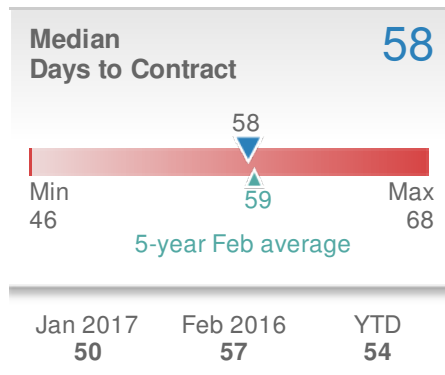 Median
Days to Contract
58
58
Min
46
59
Max
68
5-year Feb average
Jan 2017 Feb 2016 YTD
50 57 54